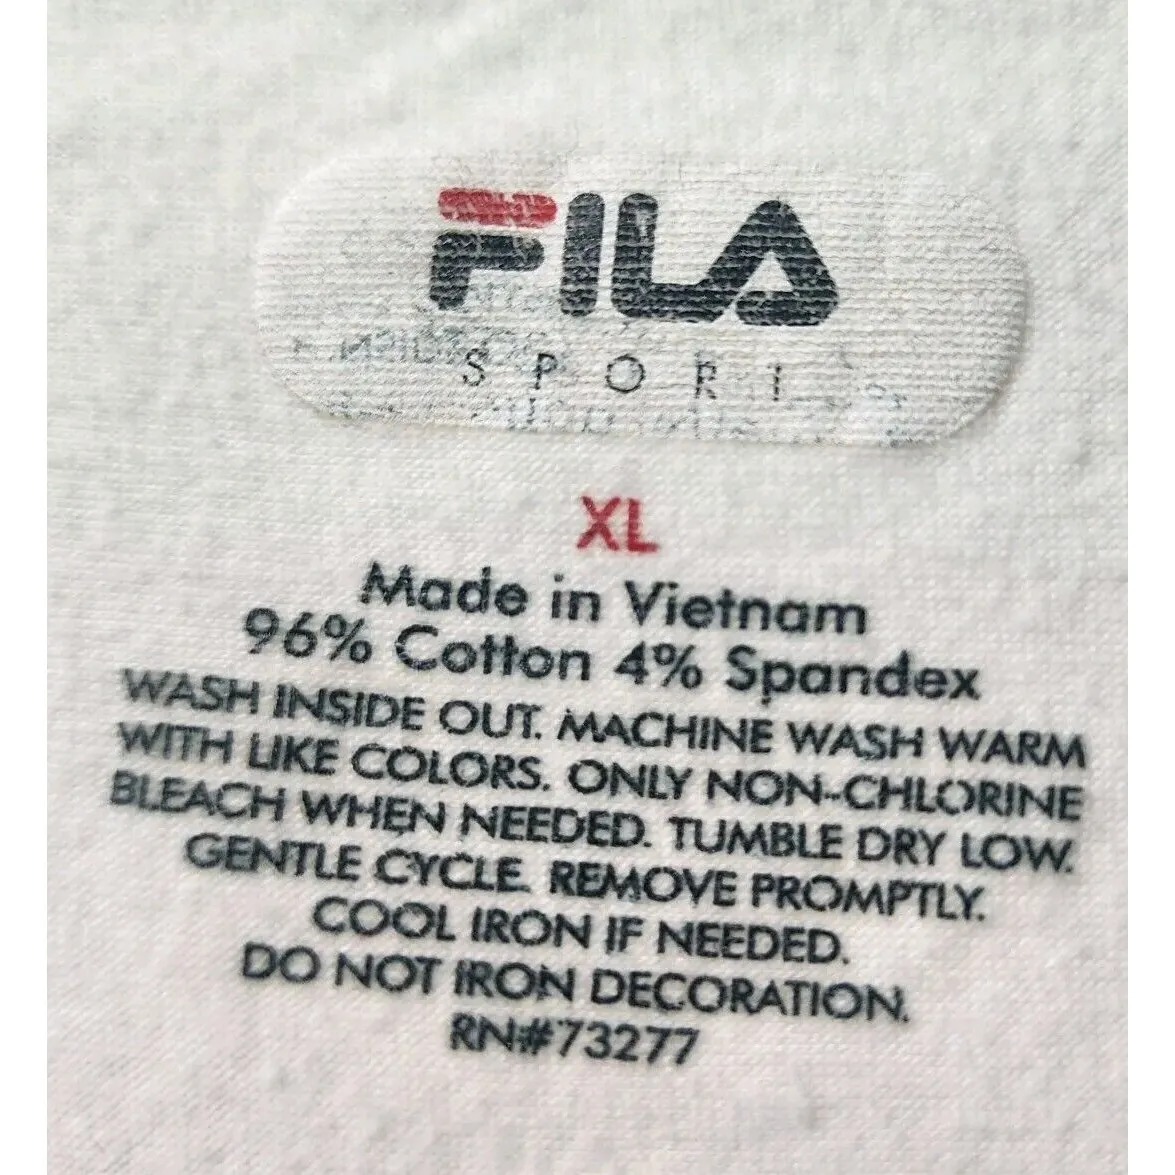 FILA
SPORT
XL
Made in Vietnam
96% Cotton 4% Spandex
WASH INSIDE OUT. MACHINE WASH WARM
WITH LIKE COLORS. ONLY NON-CHLORINE
BLEACH WHEN NEEDED. TUMBLE DRY LOW.
GENTLE CYCLE. REMOVE PROMPTLY.
COOL IRON IF NEEDED.
DO NOT IRON DECORATION.
RN#73277